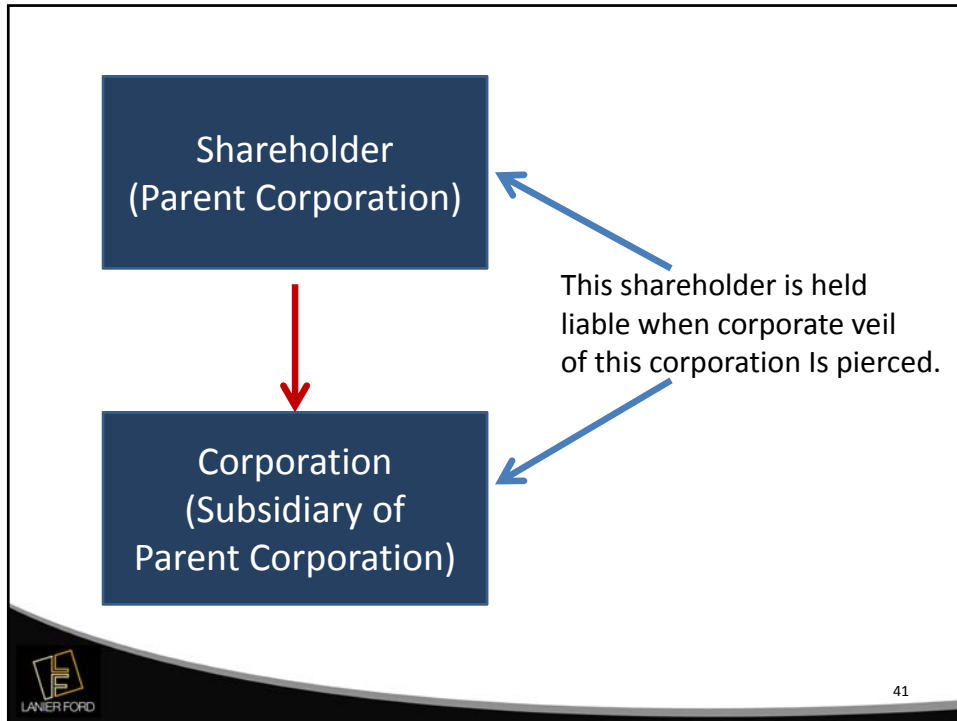 Shareholder
(Parent Corporation)
This shareholder is held
liable when corporate veil
of this corporation Is pierced.
Corporation
(Subsidiary of
Parent Corporation)
LF
LANIER FORD
41